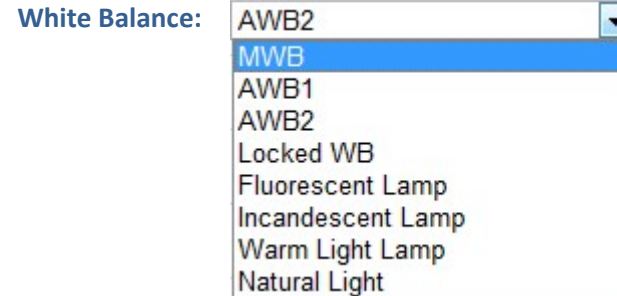 White Balance: AWB2
MWB
AWB1
AWB2
Locked WB
Fluorescent Lamp
Incandescent Lamp
Warm Light Lamp
Natural Light